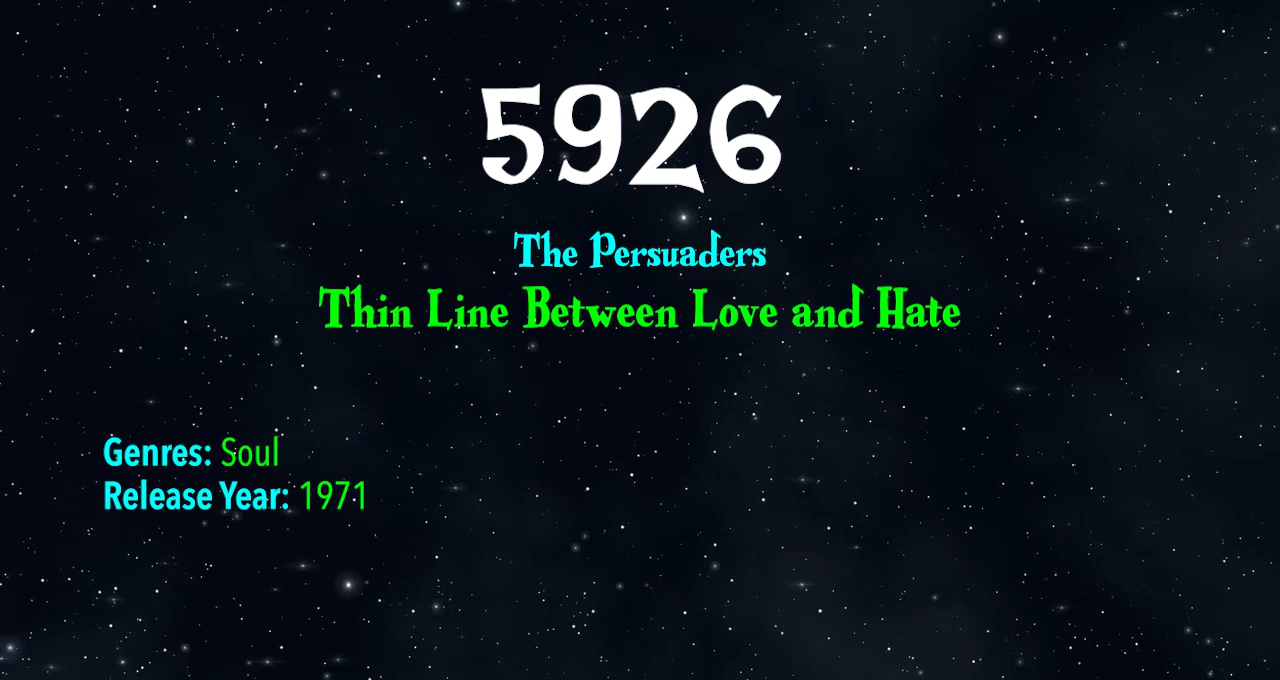 5926
The Persuaders
Thin Line Between Love and Hate
Genres: Soul
Release Year: 1971